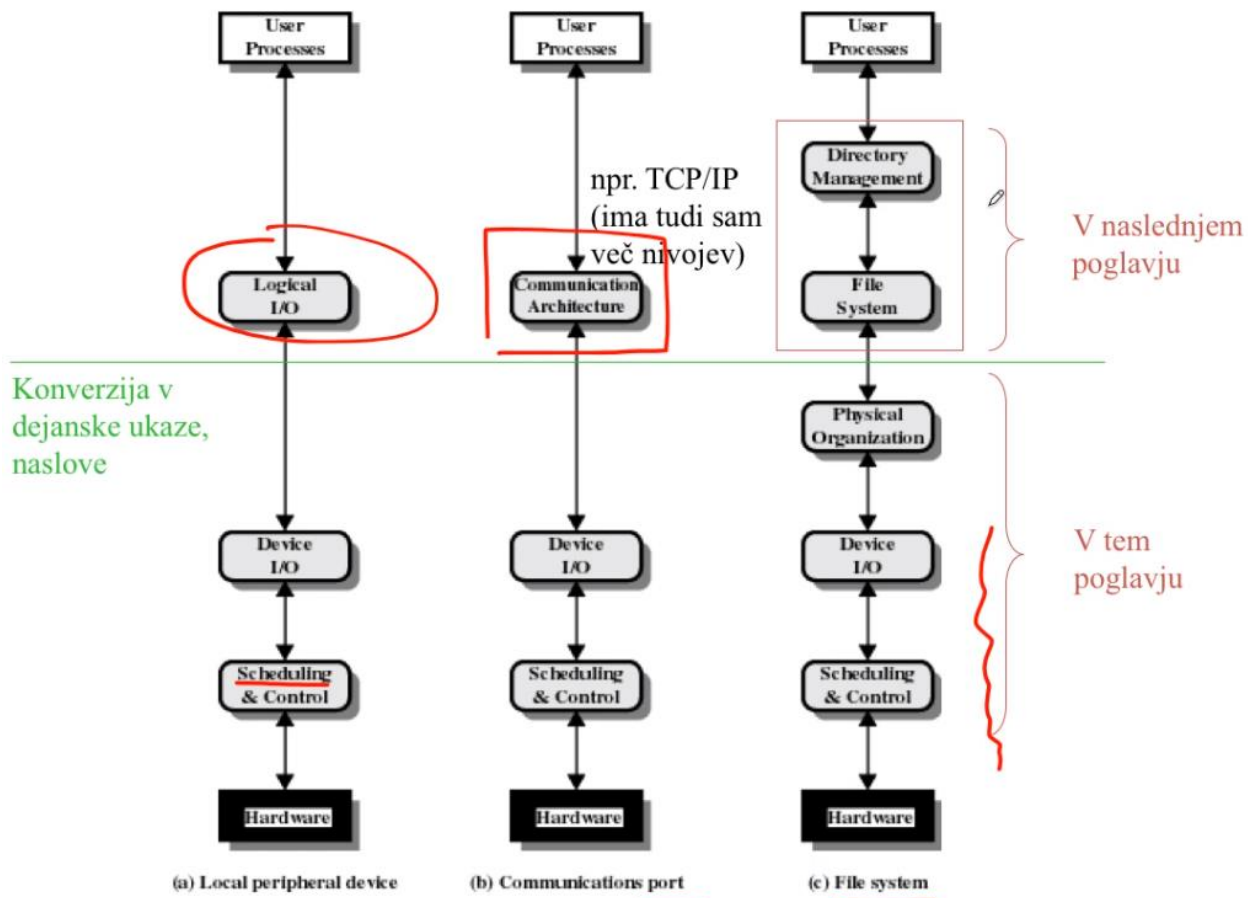 User
Processes
User
Processes
User
Processes
Directory
Management
npr. TCP/IP
(ima tudi sam
več nivojev)
V naslednjem
poglavju
Logical
I/O
Communication
Architecture
File
System
Konverzija v
dejanske ukaze,
naslove
Physical
Organization
Device
I/O
Device
I/O
Device
I/O
V tem
poglavju
Scheduling
& Control
Scheduling
& Control
Scheduling
& Control
Hardware
Hardware
Hardware
(a) Local peripheral device
(b) Communications port
(c) File system